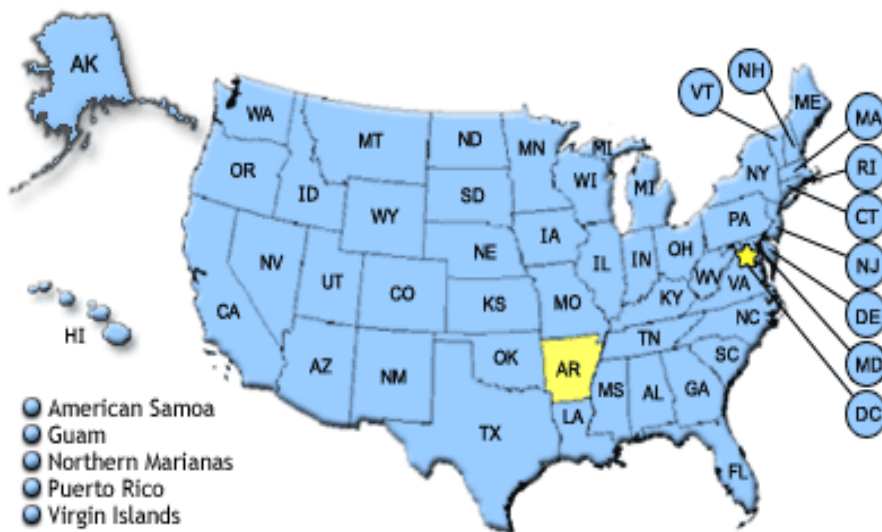 AK
NH
VT
ME
WA
MA
MT
ND
MN
MI
OR
RI
ID
SD
WI
MI
NY
WY
CT
PA
IA
NE
OH
NV
IL
IN
NJ
UT
WV
VA
CO
CA
KS
MO
KY
DE
NC
HI
TN
OK
SC
AZ
NM
AR
MD
MS
AL
GA
DC
LA
TX
FL
American Samoa
Guam
Northern Marianas
Puerto Rico
Virgin Islands